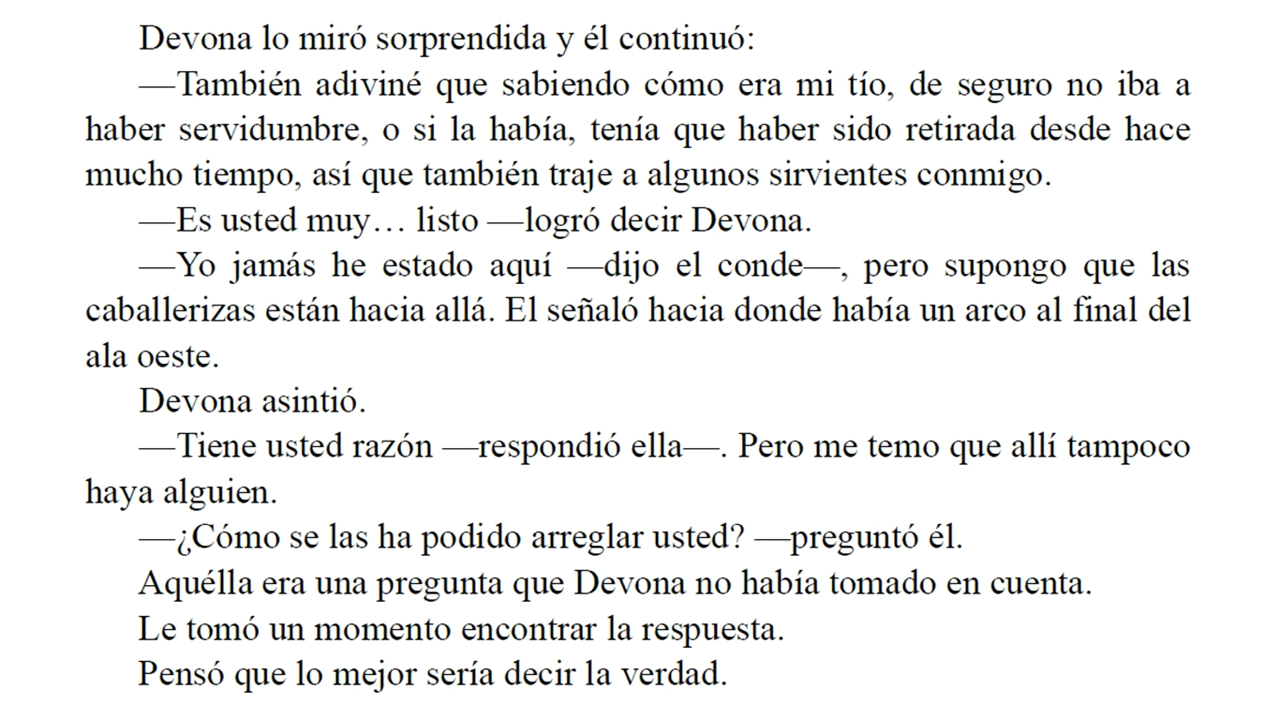 Devona lo miró sorprendida y él continuó:
—También adiviné que sabiendo cómo era mi tío, de seguro no iba a
haber servidumbre, o si la había, tenía que haber sido retirada desde hace
mucho tiempo, así que también traje a algunos sirvientes conmigo.
—Es usted muy… listo —logró decir Devona.
—Yo jamás he estado aquí —dijo el conde—, pero supongo que las
caballerizas están hacia allá. El señaló hacia donde había un arco al final del
ala oeste.
Devona asintió.
—Tiene usted razón —respondió ella—. Pero me temo que allí tampoco
haya alguien.
—¿Cómo se las ha podido arreglar usted? —preguntó él.
Aquélla era una pregunta que Devona no había tomado en cuenta.
Le tomó un momento encontrar la respuesta.
Pensó que lo mejor sería decir la verdad.